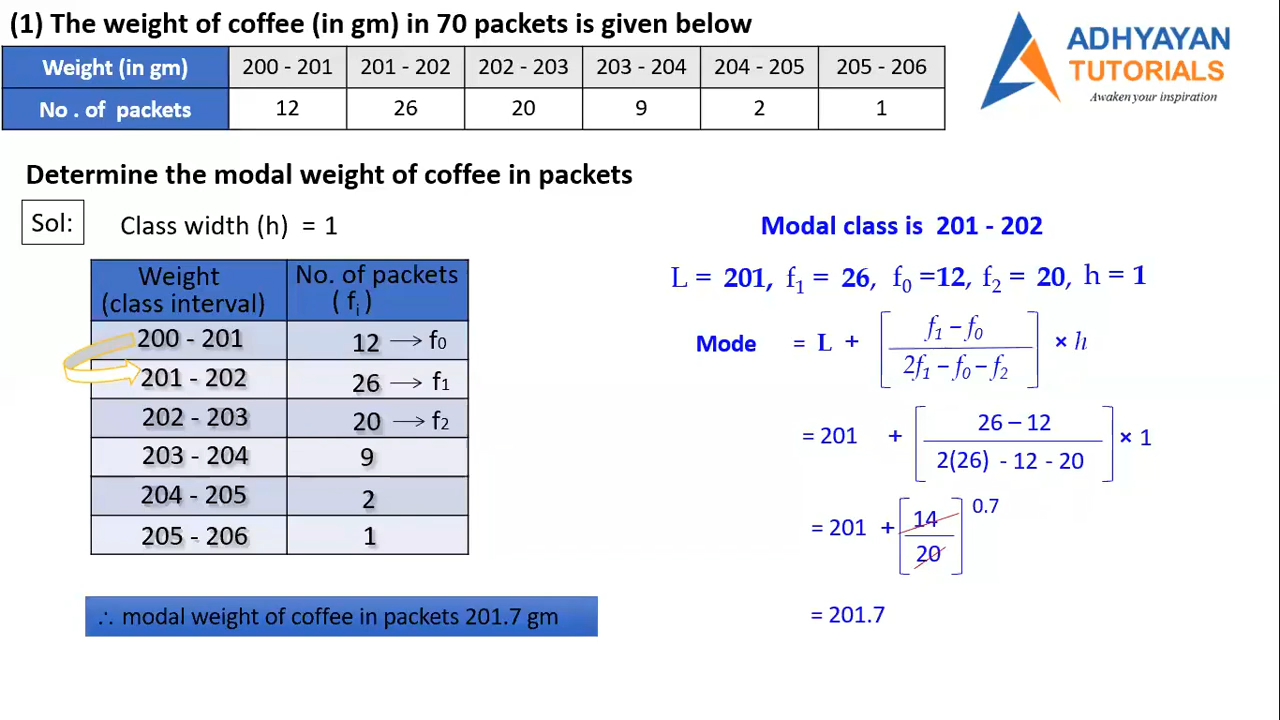 (1) The weight of coffee (in gm) in 70 packets is given below
ADHYAYAN
TUTORIALS
Awaken your inspiration
Weight (in gm) 200 - 201 201 - 202 202 - 203 203 - 204 204 - 205 205 - 206
No . of packets 12 26 20 9 2 1
Determine the modal weight of coffee in packets
Sol: Class width (h) = 1
Weight (class interval) No. of packets ( fi )
200 - 201 12 → f0
201 - 202 26 → f1
202 - 203 20 → f2
203 - 204 9
204 - 205 2
205 - 206 1
∴ modal weight of coffee in packets 201.7 gm
Modal class is 201 - 202
L = 201, f1 = 26, f0 =12, f2 = 20, h = 1
Mode = L + [ (f1 – f0) / (2f1 – f0 – f2) ] × h
= 201 + [ (26 – 12) / (2(26) - 12 - 20) ] × 1
= 201 + [ 14 / 20 ] 0.7
= 201.7